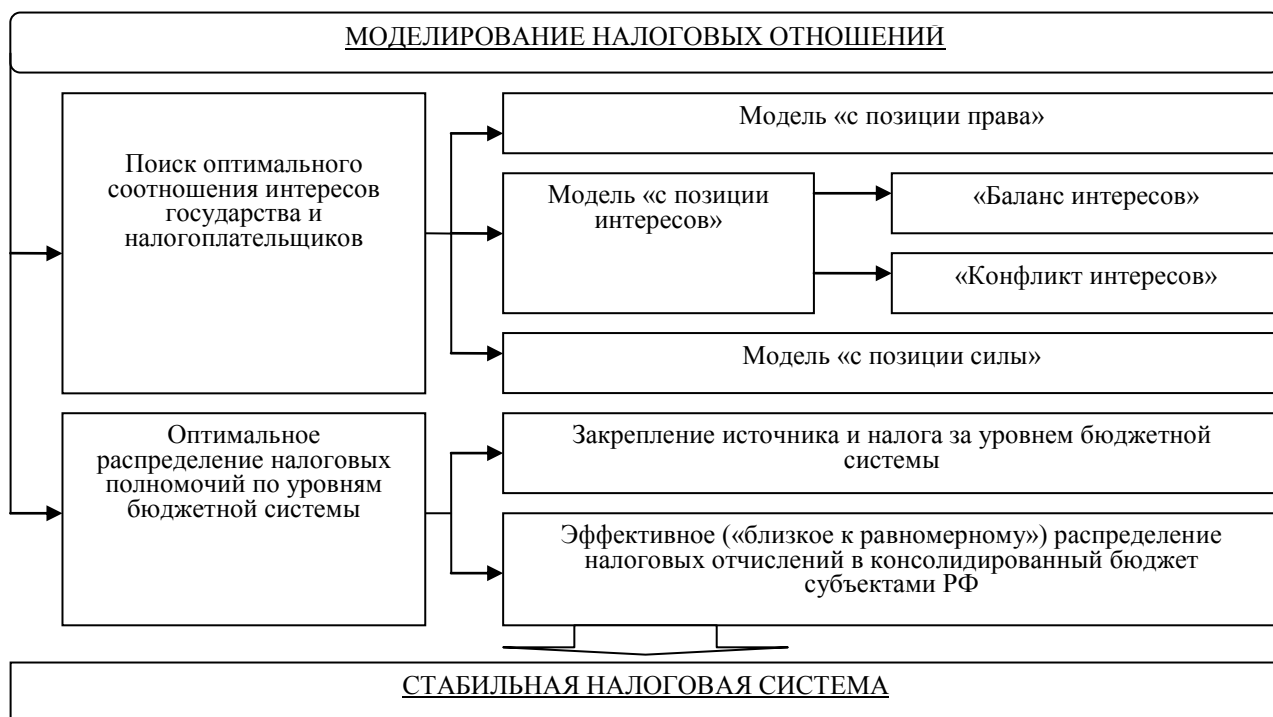 МОДЕЛИРОВАНИЕ НАЛОГОВЫХ ОТНОШЕНИЙ
Поиск оптимального
соотношения интересов
государства и
налогоплательщиков
Модель «с позиции права»
Модель «с позиции
интересов»
«Баланс интересов»
«Конфликт интересов»
Модель «с позиции силы»
Оптимальное
распределение налоговых
полномочий по уровням
бюджетной системы
Закрепление источника и налога за уровнем бюджетной
системы
Эффективное («близкое к равномерному») распределение
налоговых отчислений в консолидированный бюджет
субъектами РФ
СТАБИЛЬНАЯ НАЛОГОВАЯ СИСТЕМА